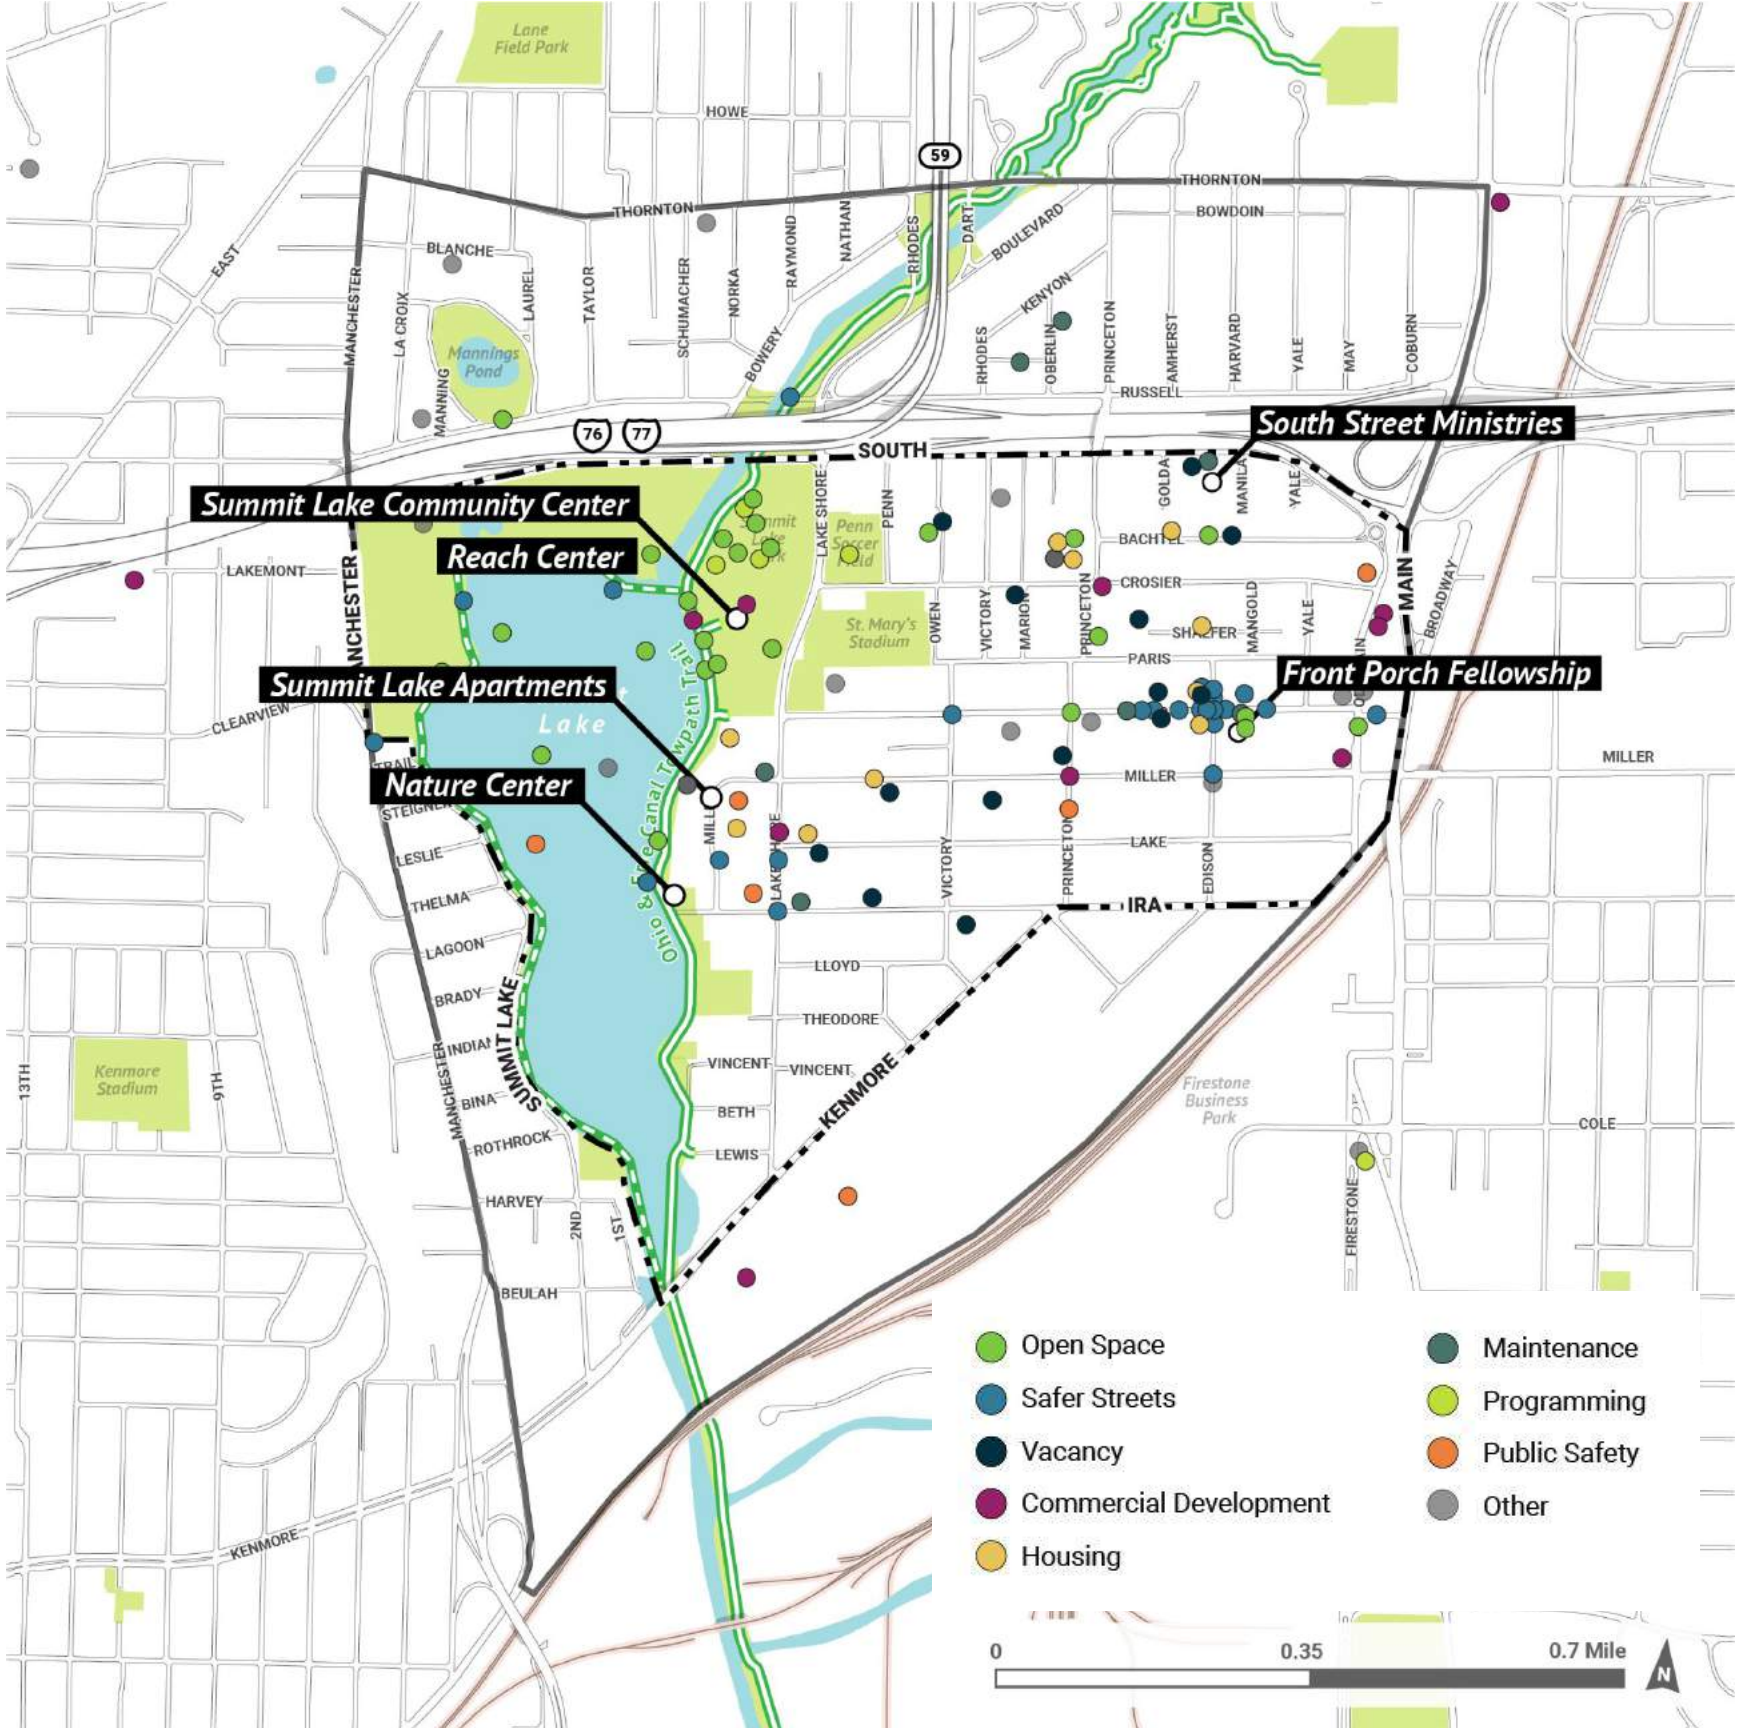 Lane
Field Park
HOWE
59
THORNTON
THORNTON
BOWDOIN
BLANCHE
EAST
MANCHESTER
LA CROIX
LAUREL
TAYLOR
SCHUMACHER
NORKA
RAYMOND
NATHAN
RHODES
DART
BOULEVARD
KENYON
BOWERY
RHODES
OBERLIN
PRINCETON
AMHERST
HARVARD
YALE
MAY
COBURN
Mannings
Pond
MANNING
RUSSELL
76
77
SOUTH
South Street Ministries
Summit Lake Community Center
Reach Center
LAKE SHORE
Penn
Soccer
Field
PENN
GOLDA
MANILA
YALE
BACHTEL
LAKEMONT
CROSIER
MAIN
BROADWAY
St. Mary's
Stadium
OWEN
VICTORY
MARION
PRINCETON
SHAEFER
MANGOLD
YALE
PARIS
Summit Lake Apartments
Front Porch Fellowship
Lake
CLEARVIEW
TRAIL
Nature Center
MILLER
MILLER
LESLIE
LAKE
VICTORY
PRINCETON
EDISON
THELMA
IRA
LAGOON
LLOYD
BRADY
SUMMIT LAKE
THEODORE
INDIAN
VINCENT
VINCENT
KENMORE
Kenmore
Stadium
13TH
9TH
MANCHESTER
BINA
BETH
Firestone
Business
Park
COLE
ROTHROCK
LEWIS
HARVEY
2ND
1ST
FIRESTONE
BEULAH
KENMORE
Open Space
Safer Streets
Vacancy
Commercial Development
Housing
Maintenance
Programming
Public Safety
Other
0 0.35 0.7 Mile
N